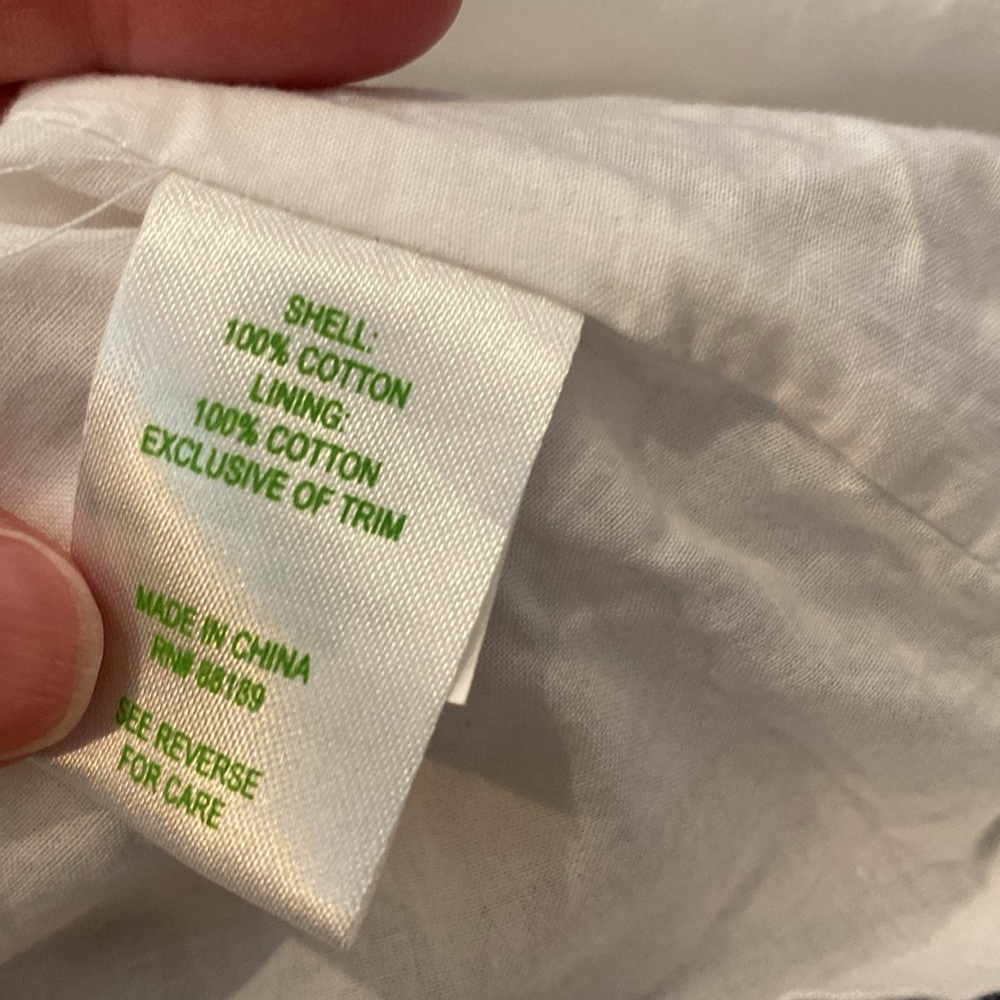 SHELL:
100% COTTON
LINING:
100% COTTON
EXCLUSIVE OF TRIM
MADE IN CHINA
RN# 88189
SEE REVERSE
FOR CARE